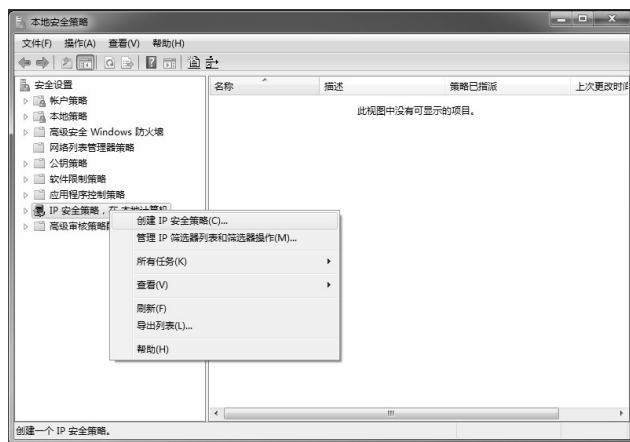 本地安全策略
文件(F) 操作(A) 查看(V) 帮助(H)
安全设置
帐户策略
本地策略
高级安全 Windows 防火墙
网络列表管理器策略
公钥策略
软件限制策略
应用程序控制策略
IP 安全策略，在 本地计算机
高级审核策略
名称 描述 策略已指派 上次更改时间
此视图中没有可显示的项目。
创建 IP 安全策略(C)...
管理 IP 筛选器列表和筛选器操作(M)...
所有任务(K)
查看(V)
刷新(F)
导出列表(L)...
帮助(H)
创建一个 IP 安全策略。